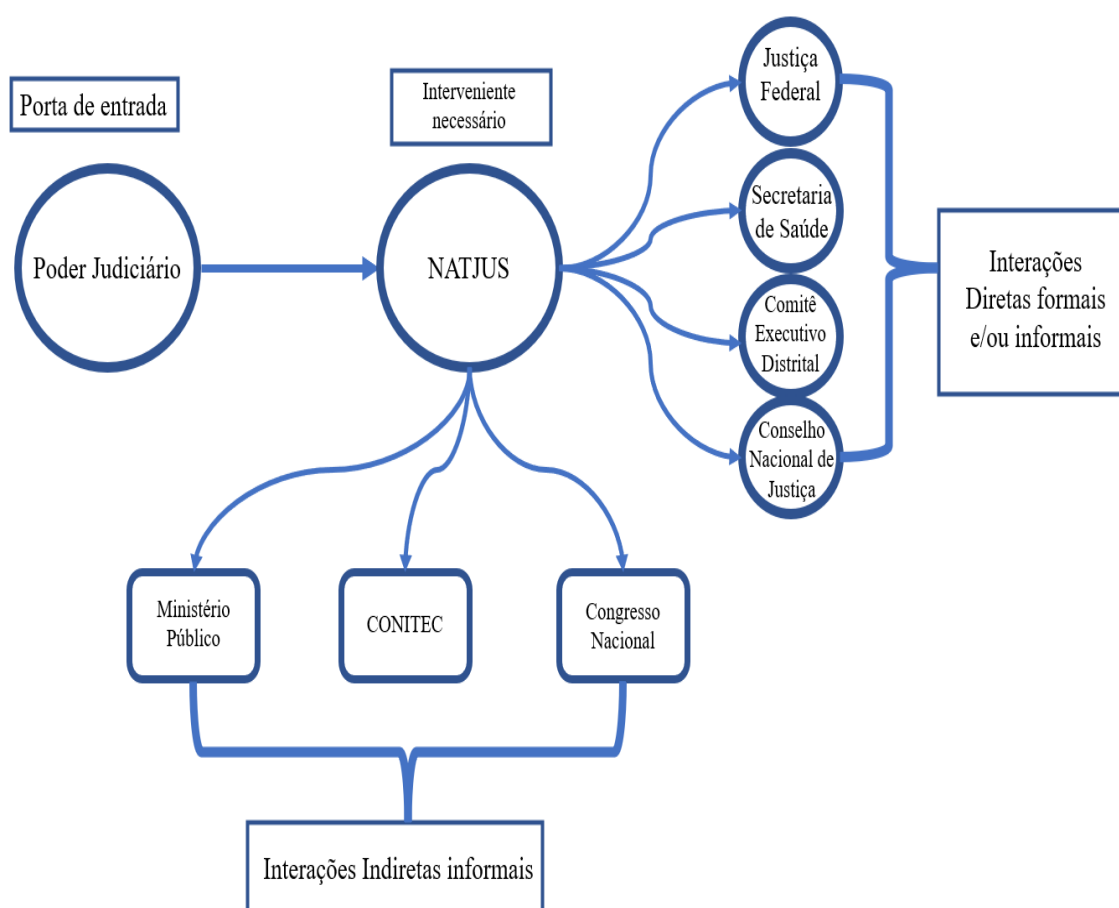 Porta de entrada
Poder Judiciário
Interveniente
necessário
NATJUS
Justiça
Federal
Secretaria
de Saúde
Comitê
Executivo
Distrital
Conselho
Nacional de
Justiça
Interações
Diretas formais
e/ou informais
Ministério
Público
CONITEC
Congresso
Nacional
Interações Indiretas informais